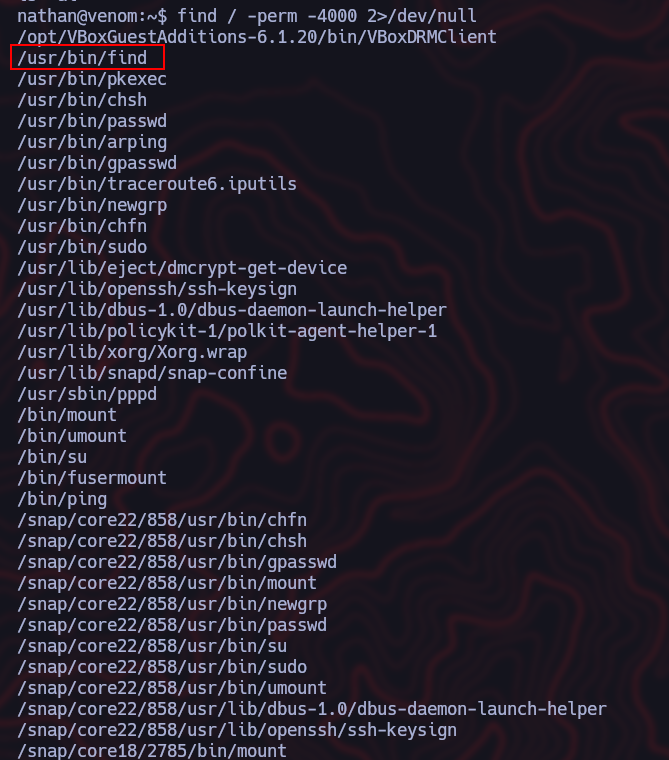 nathan@venom:~$ find / -perm -4000 2>/dev/null
/opt/VBoxGuestAdditions-6.1.20/bin/VBoxDRMClient
/usr/bin/find
/usr/bin/pkexec
/usr/bin/chsh
/usr/bin/passwd
/usr/bin/arping
/usr/bin/gpasswd
/usr/bin/traceroute6.iputils
/usr/bin/newgrp
/usr/bin/chfn
/usr/bin/sudo
/usr/lib/eject/dmcrypt-get-device
/usr/lib/openssh/ssh-keysign
/usr/lib/dbus-1.0/dbus-daemon-launch-helper
/usr/lib/policykit-1/polkit-agent-helper-1
/usr/lib/xorg/Xorg.wrap
/usr/lib/snapd/snap-confine
/usr/sbin/pppd
/bin/mount
/bin/umount
/bin/su
/bin/fusermount
/bin/ping
/snap/core22/858/usr/bin/chfn
/snap/core22/858/usr/bin/chsh
/snap/core22/858/usr/bin/gpasswd
/snap/core22/858/usr/bin/mount
/snap/core22/858/usr/bin/newgrp
/snap/core22/858/usr/bin/passwd
/snap/core22/858/usr/bin/su
/snap/core22/858/usr/bin/sudo
/snap/core22/858/usr/bin/umount
/snap/core22/858/usr/lib/dbus-1.0/dbus-daemon-launch-helper
/snap/core22/858/usr/lib/openssh/ssh-keysign
/snap/core18/2785/bin/mount